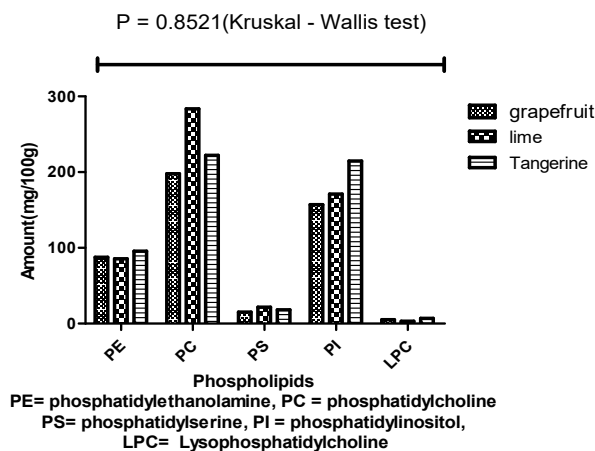 P = 0.8521(Kruskal - Wallis test)
300
200
100
0
Amount(mg/100g)
grapefruit
lime
Tangerine
PE
PC
PS
PI
LPC
Phospholipids
PE= phosphatidylethanolamine, PC = phosphatidylcholine
PS= phosphatidylserine, PI = phosphatidylinositol,
LPC= Lysophosphatidylcholine